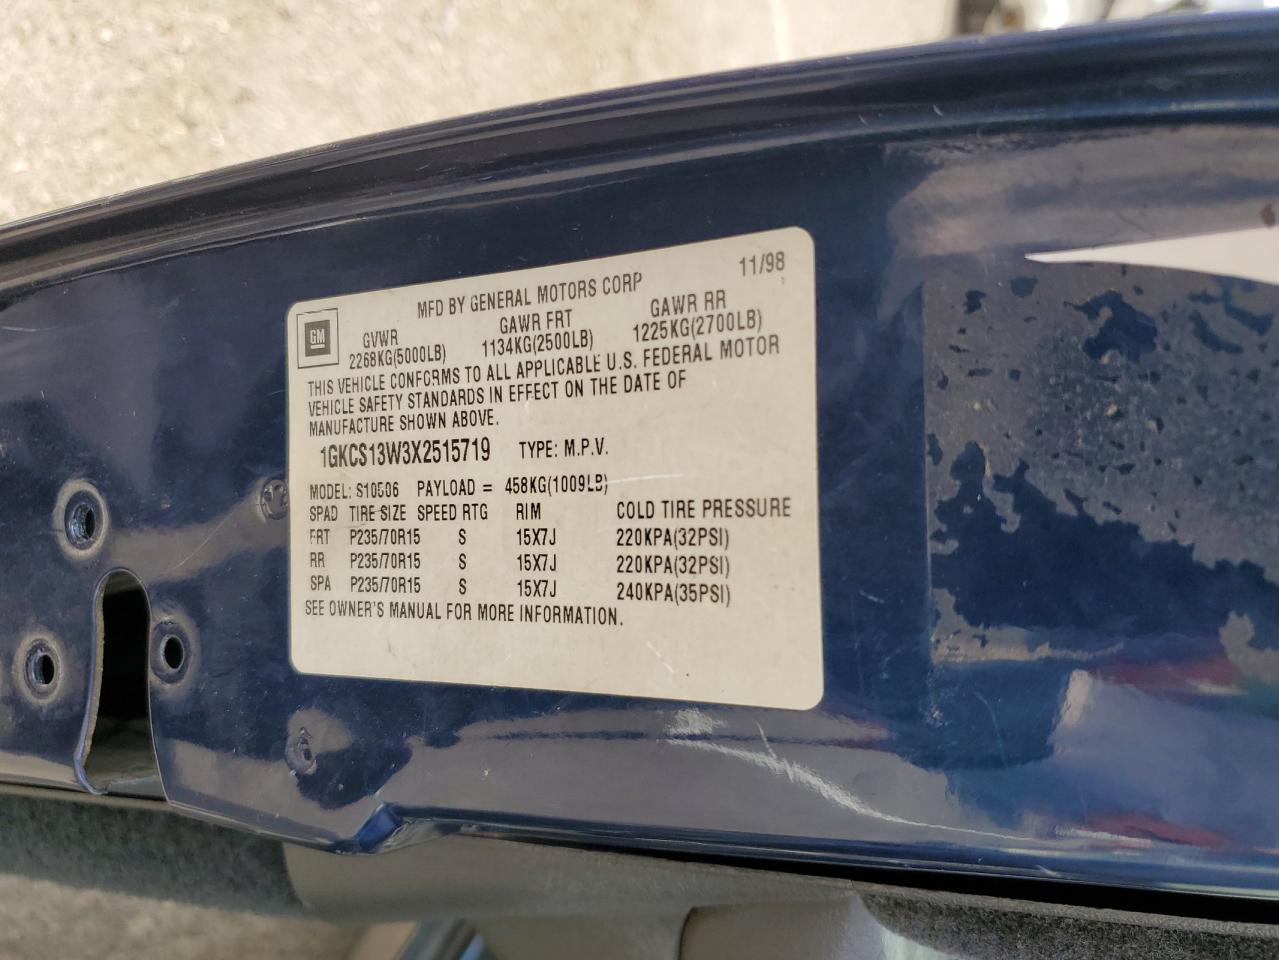 MFD BY GENERAL MOTORS CORP 11/98
GM
GVWR GAWR FRT GAWR RR
2268KG(5000LB) 1134KG(2500LB) 1225KG(2700LB)
THIS VEHICLE CONFORMS TO ALL APPLICABLE U.S. FEDERAL MOTOR
VEHICLE SAFETY STANDARDS IN EFFECT ON THE DATE OF
MANUFACTURE SHOWN ABOVE.
1GKCS13W3X2515719 TYPE: M.P.V.
MODEL: S10506 PAYLOAD = 458KG(1009LB)
SPAD TIRE SIZE SPEED RTG RIM COLD TIRE PRESSURE
FRT P235/70R15 S 15X7J 220KPA(32PSI)
RR P235/70R15 S 15X7J 220KPA(32PSI)
SPA P235/70R15 S 15X7J 240KPA(35PSI)
SEE OWNER'S MANUAL FOR MORE INFORMATION.